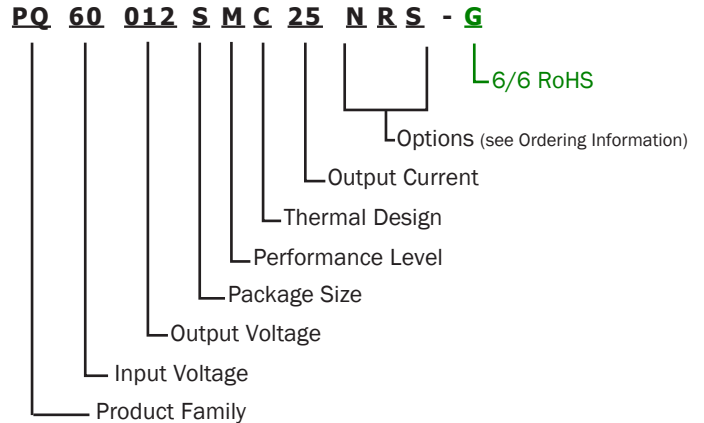 PQ 60 012 S M C 25 N R S - G
6/6 RoHS
Options (see Ordering Information)
Output Current
Thermal Design
Performance Level
Package Size
Output Voltage
Input Voltage
Product Family